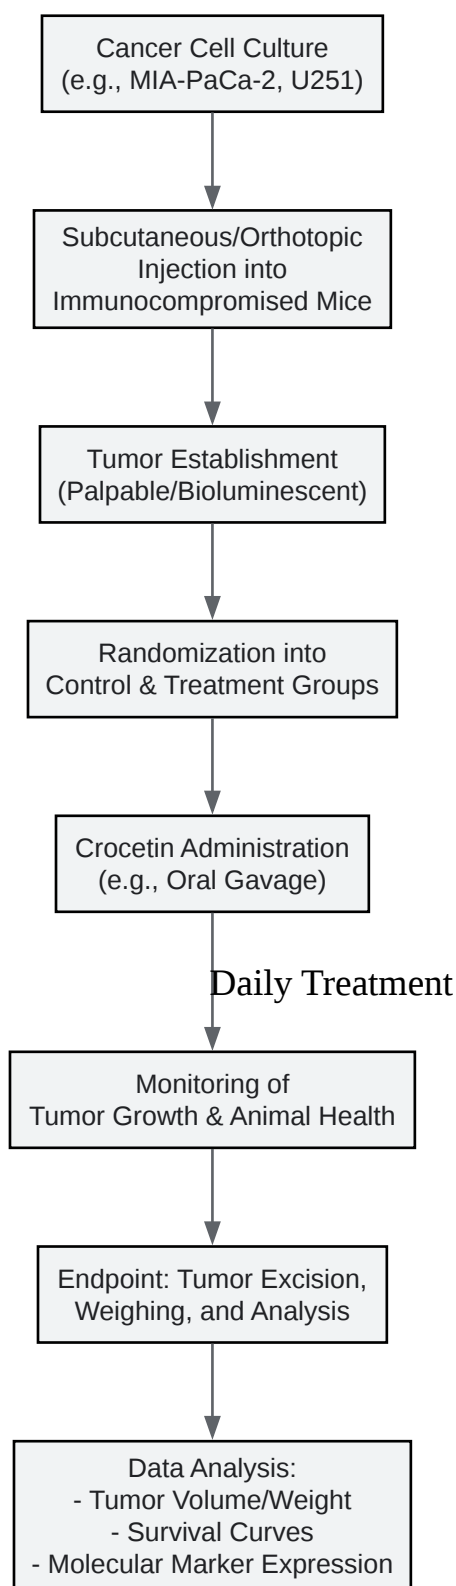 Cancer Cell Culture
(e.g., MIA-PaCa-2, U251)
Subcutaneous/Orthotopic
Injection into
Immunocompromised Mice
Tumor Establishment
(Palpable/Bioluminescent)
Randomization into
Control & Treatment Groups
Crocetin Administration
(e.g., Oral Gavage)
Daily Treatment
Monitoring of
Tumor Growth & Animal Health
Endpoint: Tumor Excision,
Weighing, and Analysis
Data Analysis:
- Tumor Volume/Weight
- Survival Curves
- Molecular Marker Expression